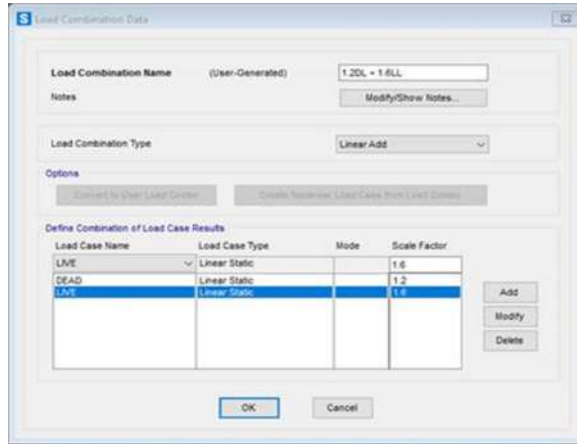 Load Combination Data
Load Combination Name (User-Generated) 1.2DL + 1.6LL
Notes Modify/Show Notes...
Load Combination Type Linear Add
Options
Convert to User Load Combo Create Nonlinear Load Case from Load Combo
Define Combination of Load Case Results
Load Case Name Load Case Type Mode Scale Factor
LIVE Linear Static 1.6
DEAD Linear Static 1.2
LIVE Linear Static 1.6
Add
Modify
Delete
OK Cancel